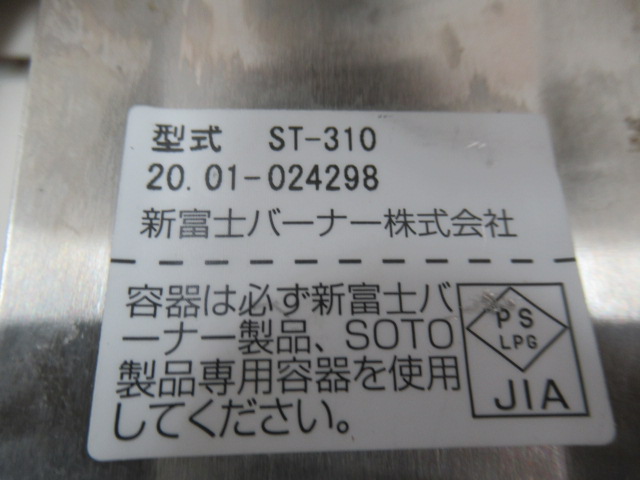 型式 ST-310
20.01-024298
新富士バーナー株式会社
容器は必ず新富士バ
ーナー製品、SOTO
製品専用容器を使用
してください。
PS
LPG
JIA